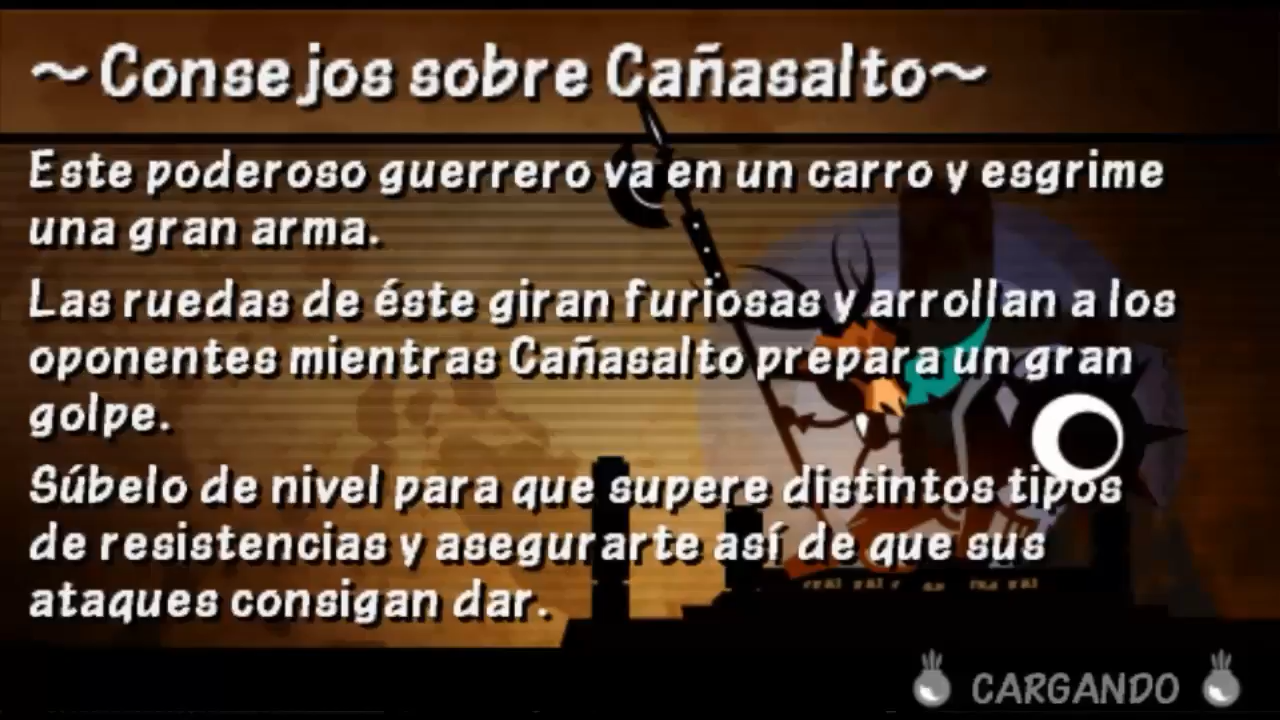 ~Consejos sobre Cañasalto~
Este poderoso guerrero va en un carro y esgrime
una gran arma.
Las ruedas de éste giran furiosas y arrollan a los
oponentes mientras Cañasalto prepara un gran
golpe.
Súbelo de nivel para que supere distintos tipos
de resistencias y asegurarte así de que sus
ataques consigan dar.
CARGANDO